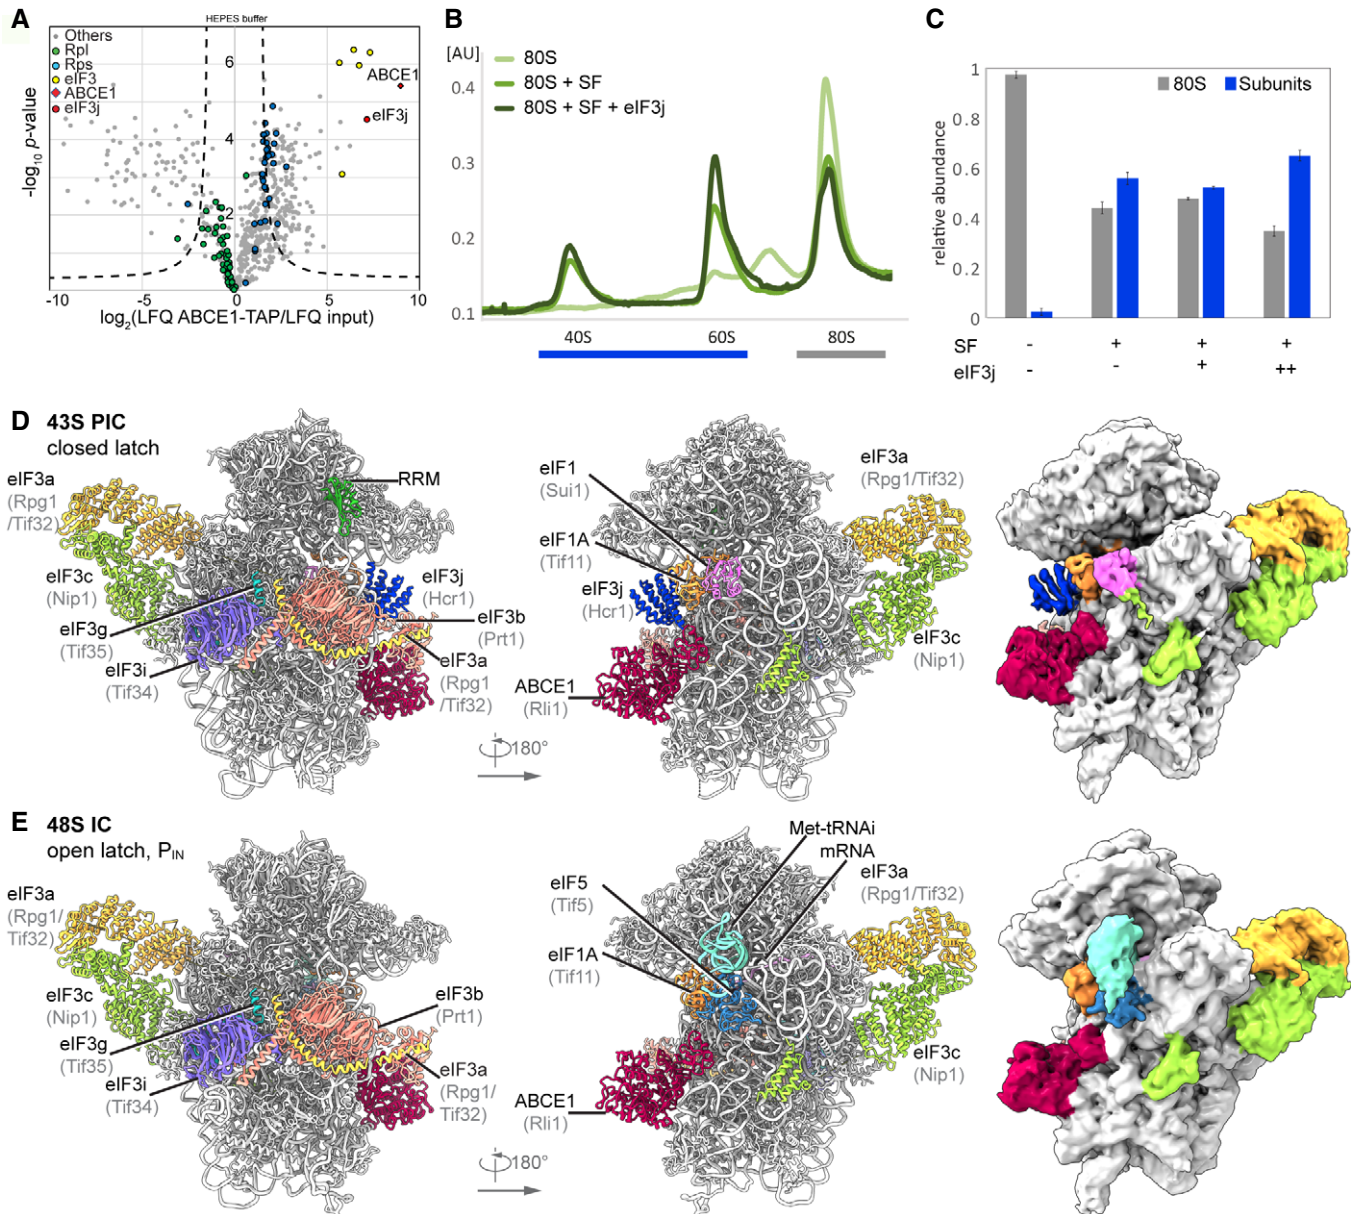 A
HEPES buffer
Others
Rpl
Rps
eIF3
ABCE1
eIF3j
ABCE1
eIF3j
6
4
2
-log10 p-value
-10
-5
0
5
10
log2(LFQ ABCE1-TAP/LFQ input)
B
[AU]
80S
80S + SF
80S + SF + eIF3j
0.4
0.3
0.2
0.1
40S
60S
80S
C
80S
Subunits
relative abundance
1
0.8
0.6
0.4
0.2
0
SF - + + +
eIF3j - - + ++
D
43S PIC
closed latch
eIF3a
(Rpg1
/Tif32)
eIF3c
(Nip1)
eIF3g
(Tif35)
eIF3i
(Tif34)
RRM
eIF3j
(Hcr1)
eIF3b
(Prt1)
eIF3a
(Rpg1
/Tif32)
180°
eIF1
(Sui1)
eIF1A
(Tif11)
eIF3j
(Hcr1)
ABCE1
(Rli1)
eIF3a
(Rpg1/Tif32)
eIF3c
(Nip1)
E
48S IC
open latch, PIN
eIF3a
(Rpg1/
Tif32)
eIF3c
(Nip1)
eIF3g
(Tif35)
eIF3i
(Tif34)
eIF3b
(Prt1)
eIF3a
(Rpg1/
Tif32)
180°
Met-tRNAi
mRNA
eIF5
(Tif5)
eIF1A
(Tif11)
ABCE1
(Rli1)
eIF3a
(Rpg1/Tif32)
eIF3c
(Nip1)